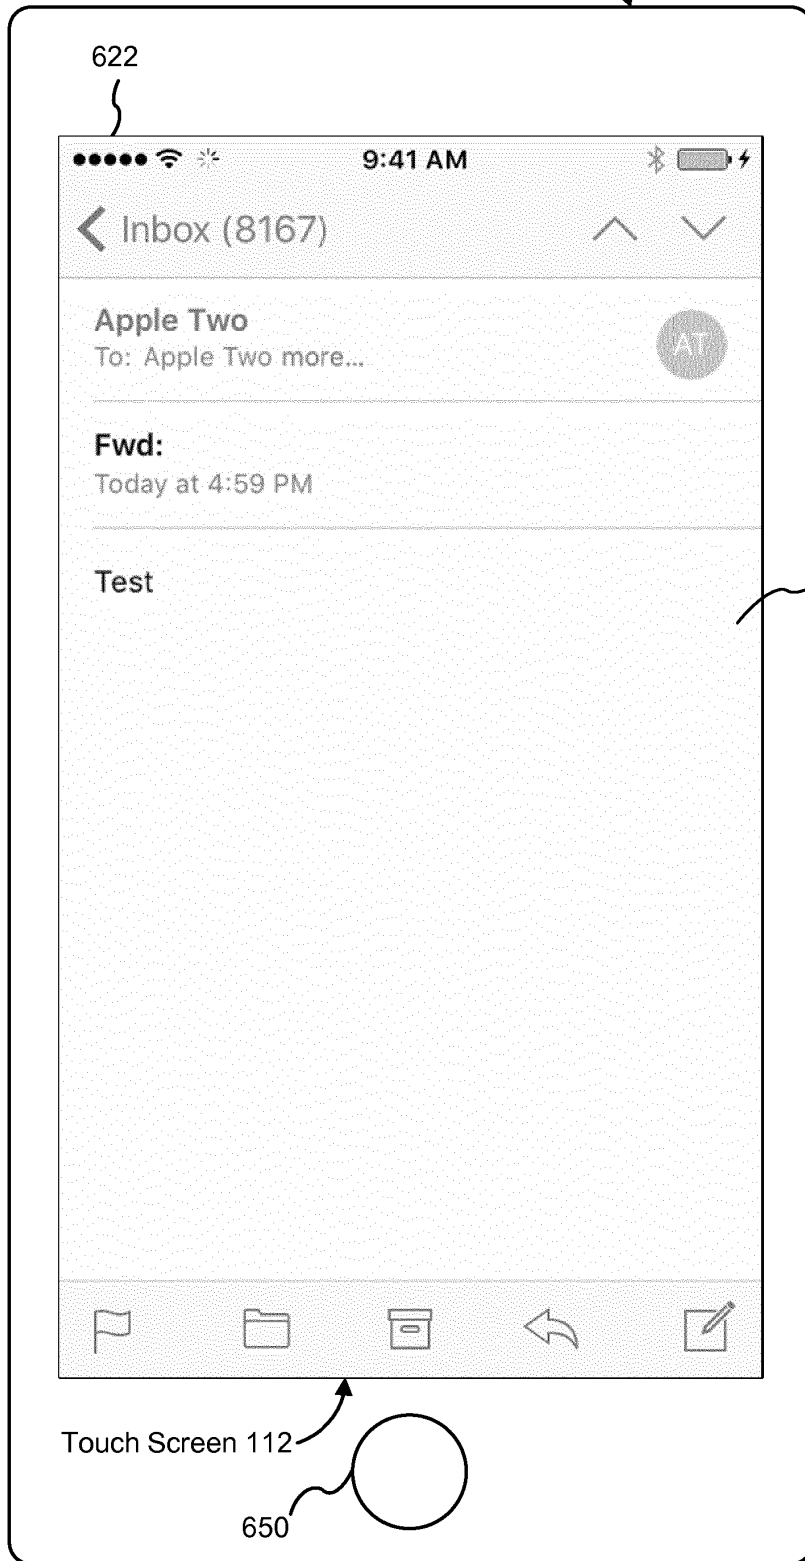 622
9:41 AM
Inbox (8167)
Apple Two
To: Apple Two more...
AT
Fwd:
Today at 4:59 PM
Test
Touch Screen 112
650